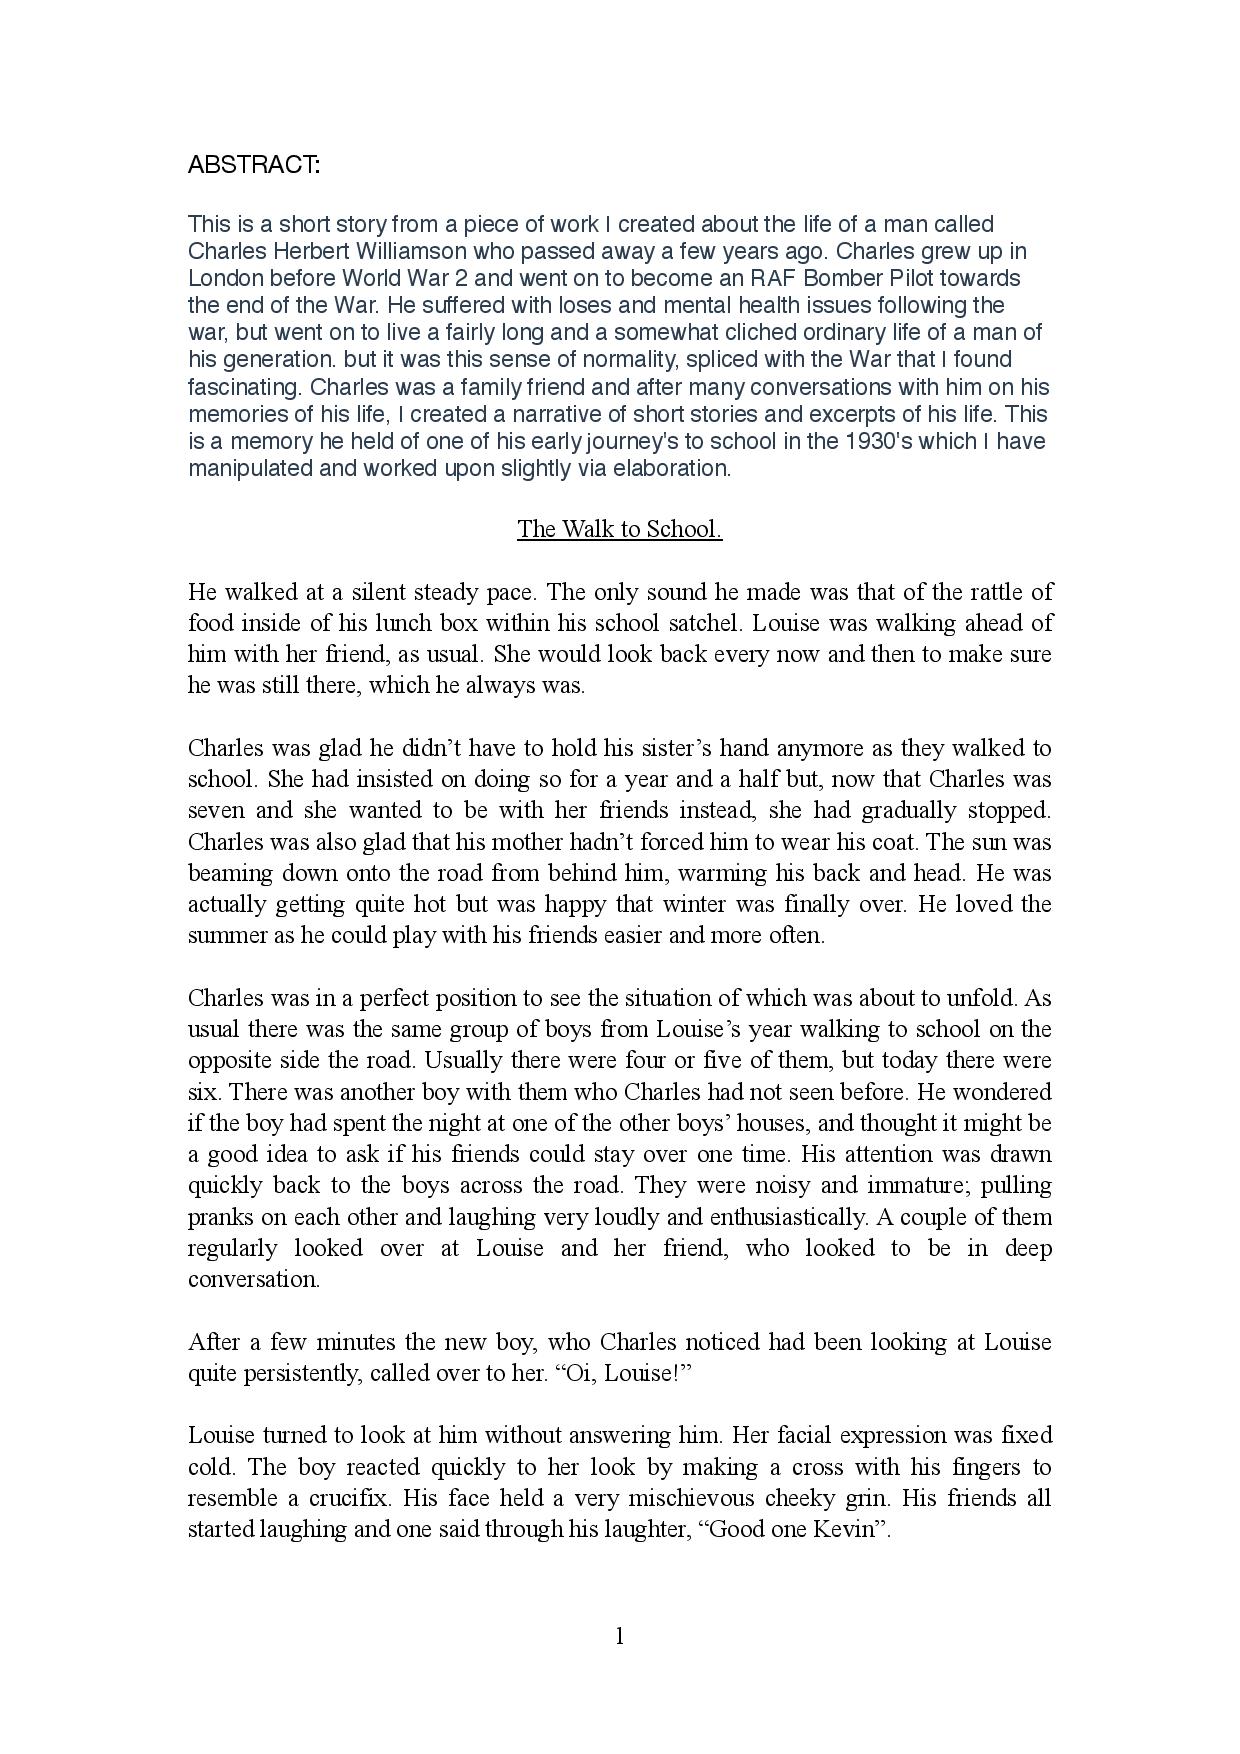 ABSTRACT:
This is a short story from a piece of work I created about the life of a man called
Charles Herbert Williamson who passed away a few years ago. Charles grew up in
London before World War 2 and went on to become an RAF Bomber Pilot towards
the end of the War. He suffered with loses and mental health issues following the
war, but went on to live a fairly long and a somewhat cliched ordinary life of a man of
his generation. but it was this sense of normality, spliced with the War that I found
fascinating. Charles was a family friend and after many conversations with him on his
memories of his life, I created a narrative of short stories and excerpts of his life. This
is a memory he held of one of his early journey's to school in the 1930's which I have
manipulated and worked upon slightly via elaboration.
The Walk to School.
He walked at a silent steady pace. The only sound he made was that of the rattle of
food inside of his lunch box within his school satchel. Louise was walking ahead of
him with her friend, as usual. She would look back every now and then to make sure
he was still there, which he always was.
Charles was glad he didn’t have to hold his sister’s hand anymore as they walked to
school. She had insisted on doing so for a year and a half but, now that Charles was
seven and she wanted to be with her friends instead, she had gradually stopped.
Charles was also glad that his mother hadn’t forced him to wear his coat. The sun was
beaming down onto the road from behind him, warming his back and head. He was
actually getting quite hot but was happy that winter was finally over. He loved the
summer as he could play with his friends easier and more often.
Charles was in a perfect position to see the situation of which was about to unfold. As
usual there was the same group of boys from Louise’s year walking to school on the
opposite side the road. Usually there were four or five of them, but today there were
six. There was another boy with them who Charles had not seen before. He wondered
if the boy had spent the night at one of the other boys’ houses, and thought it might be
a good idea to ask if his friends could stay over one time. His attention was drawn
quickly back to the boys across the road. They were noisy and immature; pulling
pranks on each other and laughing very loudly and enthusiastically. A couple of them
regularly looked over at Louise and her friend, who looked to be in deep
conversation.
After a few minutes the new boy, who Charles noticed had been looking at Louise
quite persistently, called over to her. “Oi, Louise!”
Louise turned to look at him without answering him. Her facial expression was fixed
cold. The boy reacted quickly to her look by making a cross with his fingers to
resemble a crucifix. His face held a very mischievous cheeky grin. His friends all
started laughing and one said through his laughter, “Good one Kevin”.
1